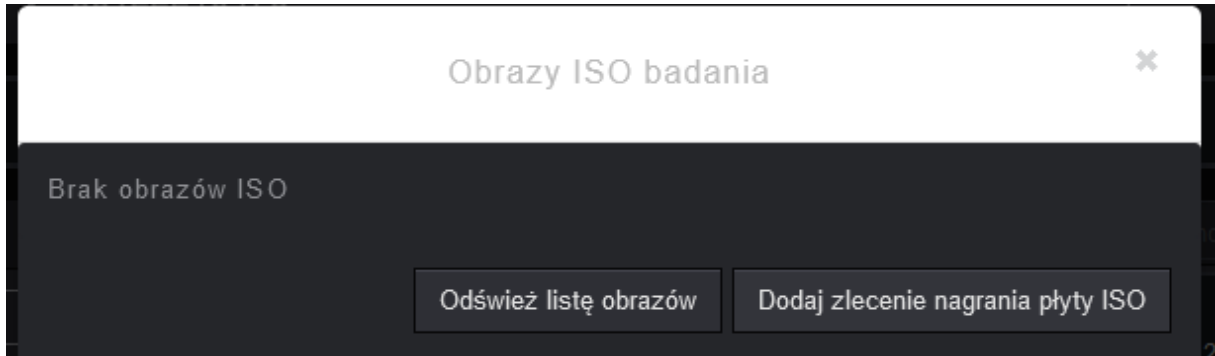 Obrazy ISO badania
Brak obrazów ISO
Odśwież listę obrazów
Dodaj zlecenie nagrania płyty ISO